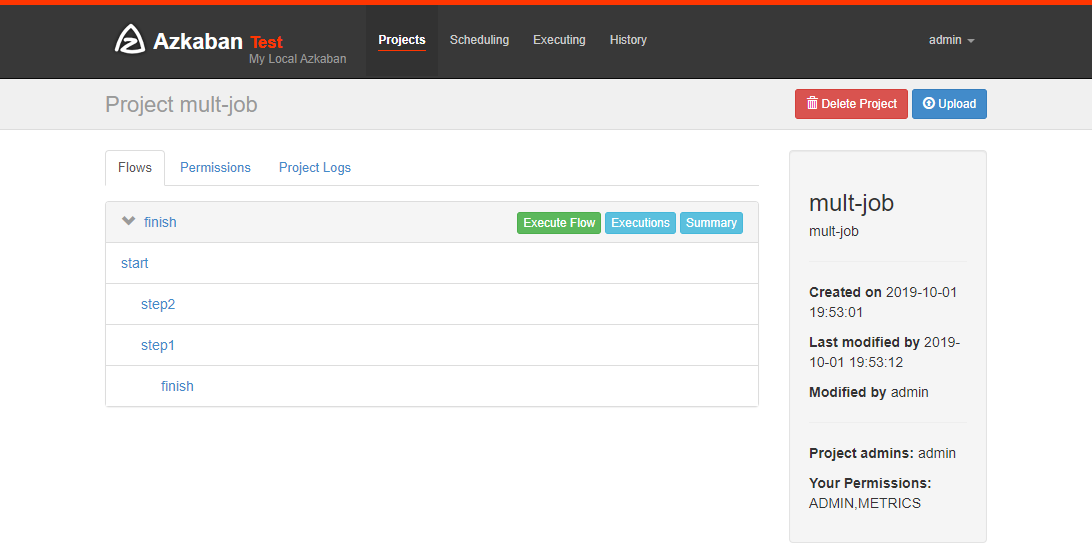 Azkaban Test
My Local Azkaban
Projects
Scheduling
Executing
History
admin
Project mult-job
Delete Project
Upload
Flows
Permissions
Project Logs
finish
Execute Flow
Executions
Summary
start
step2
step1
finish
mult-job
mult-job
Created on 2019-10-01
19:53:01
Last modified by 2019-
10-01 19:53:12
Modified by admin
Project admins: admin
Your Permissions:
ADMIN,METRICS